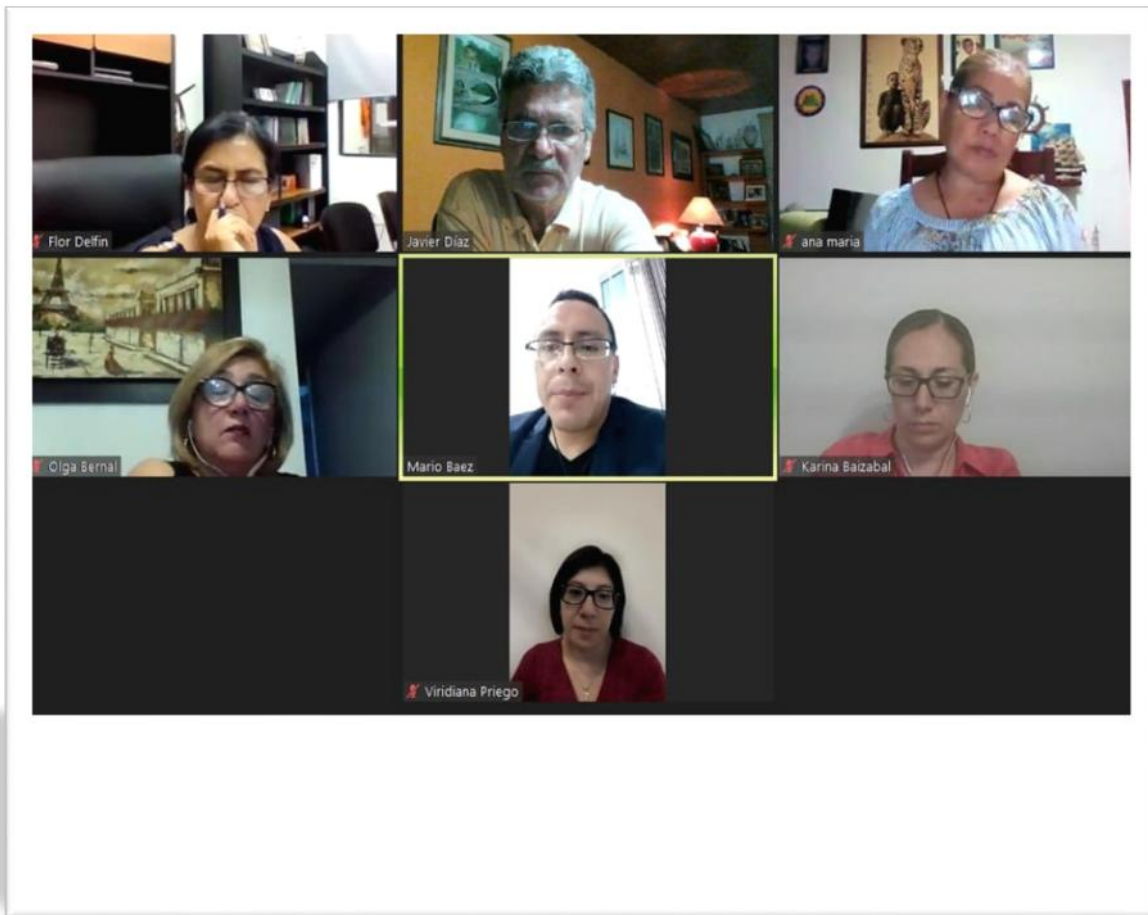 Flor Delfin
Javier Díaz
ana maria
Olga Bernal
Mario Baez
Karina Baizabal
Viridiana Priego